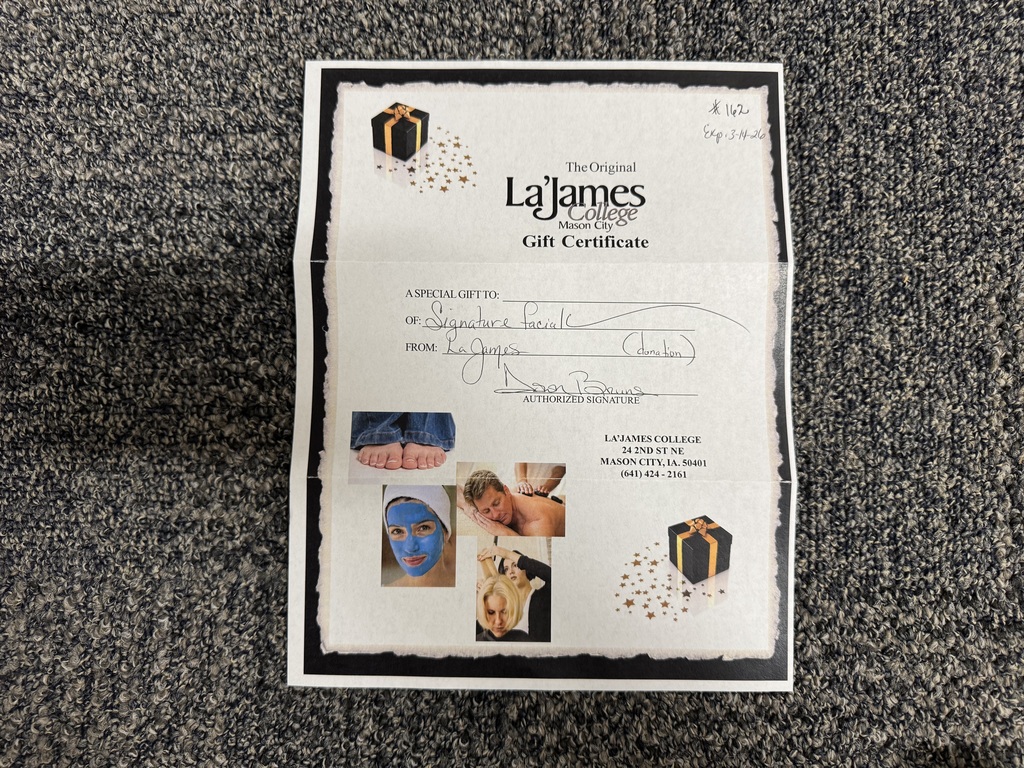 # 162
Exp. 3-14-26
The Original
La'James
College
Mason City
Gift Certificate
A SPECIAL GIFT TO:
OF: Signature facial
FROM: La James (donation)
AUTHORIZED SIGNATURE
LA'JAMES COLLEGE
24 2ND ST NE
MASON CITY, IA. 50401
(641) 424 - 2161